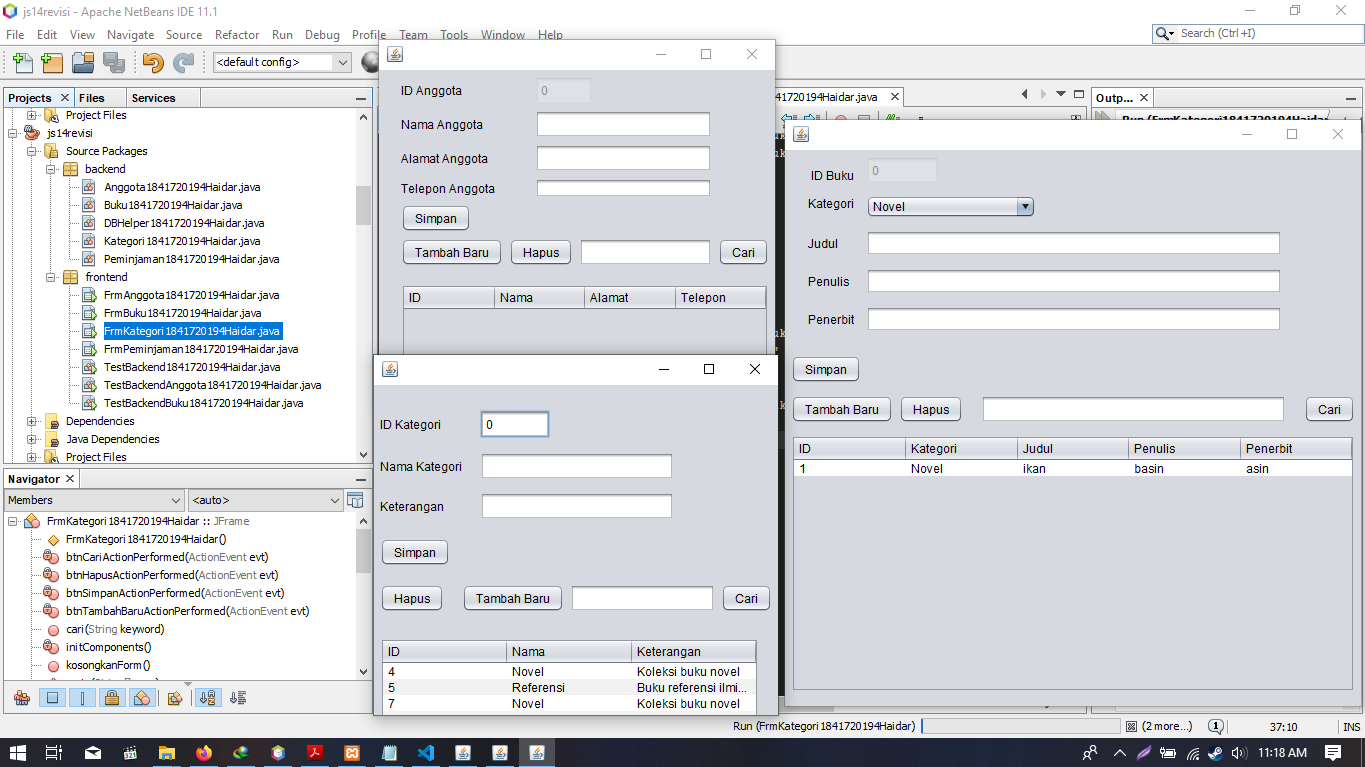 js14revisi - Apache NetBeans IDE 11.1
File Edit View Navigate Source Refactor Run Debug Profile Team Tools Window Help
Search (Ctrl+I)
<default config>
Projects Files Services
Project Files
js14revisi
Source Packages
backend
Anggota1841720194Haidar.java
Buku1841720194Haidar.java
DBHelper1841720194Haidar.java
Kategori1841720194Haidar.java
Peminjaman1841720194Haidar.java
frontend
FrmAnggota1841720194Haidar.java
FrmBuku1841720194Haidar.java
FrmKategori1841720194Haidar.java
FrmPeminjaman1841720194Haidar.java
TestBackend1841720194Haidar.java
TestBackendAnggota1841720194Haidar.java
TestBackendBuku1841720194Haidar.java
Dependencies
Java Dependencies
Project Files
Navigator
Members <auto>
FrmKategori1841720194Haidar :: JFrame
FrmKategori1841720194Haidar()
btnCariActionPerformed(ActionEvent evt)
btnHapusActionPerformed(ActionEvent evt)
btnSimpanActionPerformed(ActionEvent evt)
btnTambahBaruActionPerformed(ActionEvent evt)
cari(String keyword)
initComponents()
kosongkanForm()
ID Anggota 0
Nama Anggota
Alamat Anggota
Telepon Anggota
Simpan
Tambah Baru Hapus Cari
ID Nama Alamat Telepon
41720194Haidar.java
Outp...
Run (FrmKategori1841720194Haidar)
ID Kategori 0
Nama Kategori
Keterangan
Simpan
Hapus Tambah Baru Cari
ID Nama Keterangan
4 Novel Koleksi buku novel
5 Referensi Buku referensi ilmi...
7 Novel Koleksi buku novel
ID Buku 0
Kategori Novel
Judul
Penulis
Penerbit
Simpan
Tambah Baru Hapus Cari
ID Kategori Judul Penulis Penerbit
1 Novel ikan basin asin
Run (FrmKategori1841720194Haidar) (2 more...) 1 37:10 INS
11:18 AM